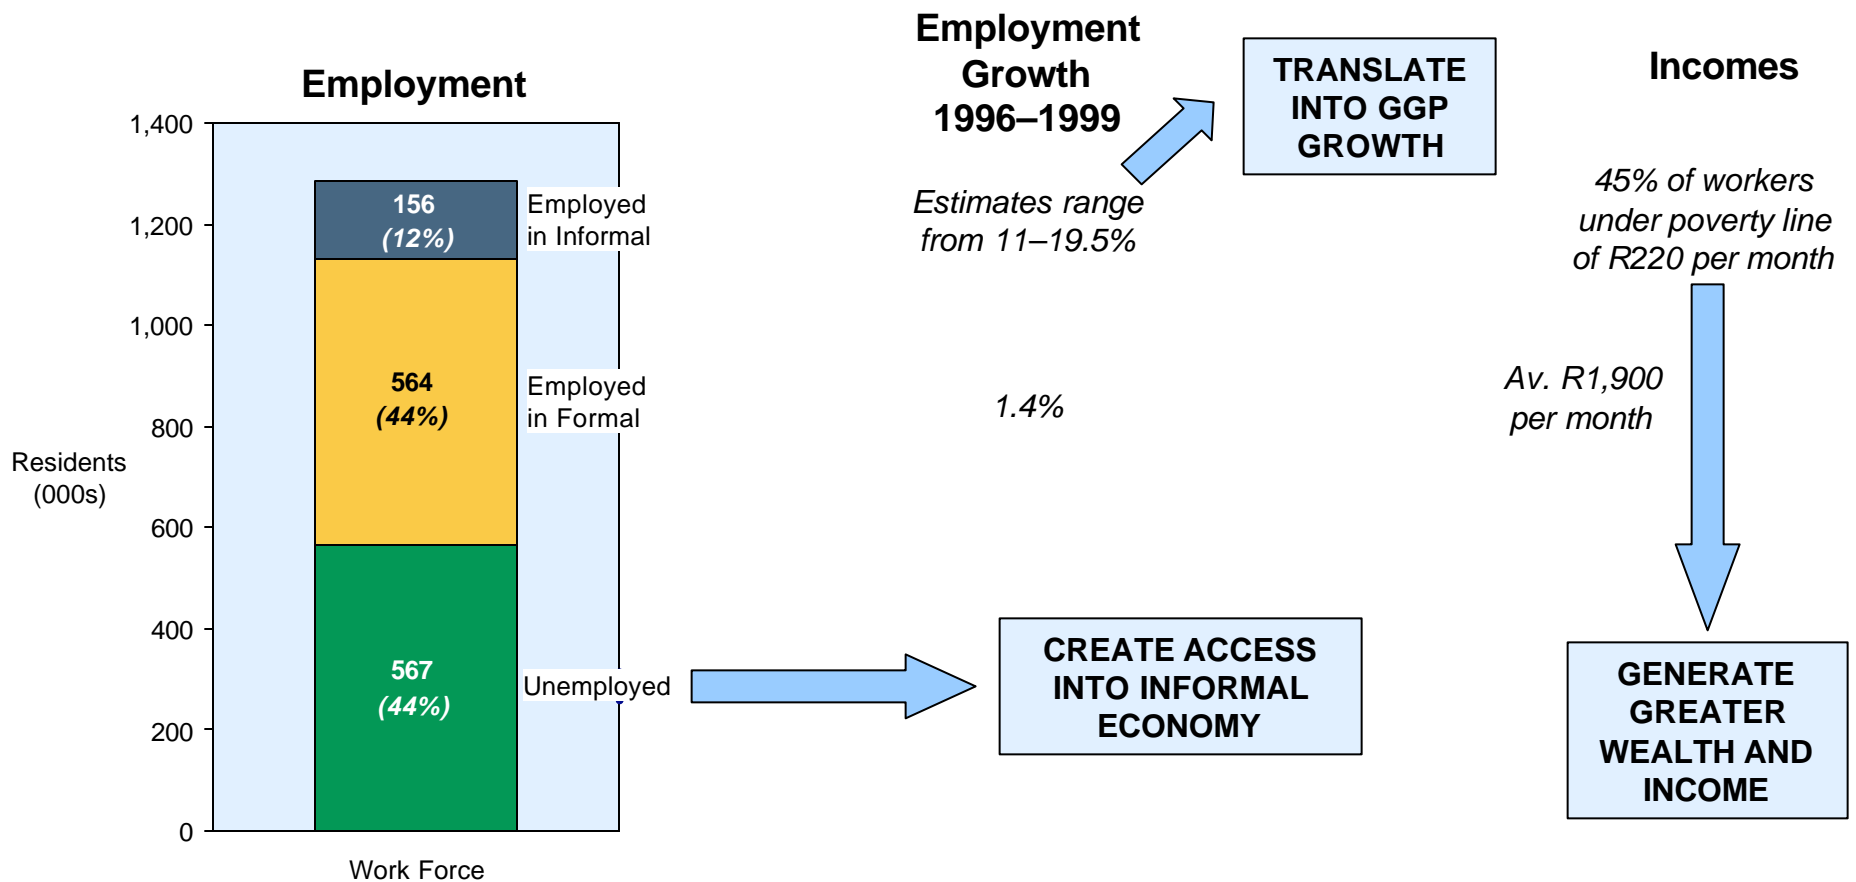 Employment
1,400
1,200
1,000
800
600
400
200
0
Residents
(000s)
156
(12%)
564
(44%)
567
(44%)
Employed
in Informal
Employed
in Formal
Unemployed
Work Force
Employment
Growth
1996–1999
Estimates range
from 11–19.5%
1.4%
TRANSLATE
INTO GGP
GROWTH
CREATE ACCESS
INTO INFORMAL
ECONOMY
Incomes
45% of workers
under poverty line
of R220 per month
Av. R1,900
per month
GENERATE
GREATER
WEALTH AND
INCOME